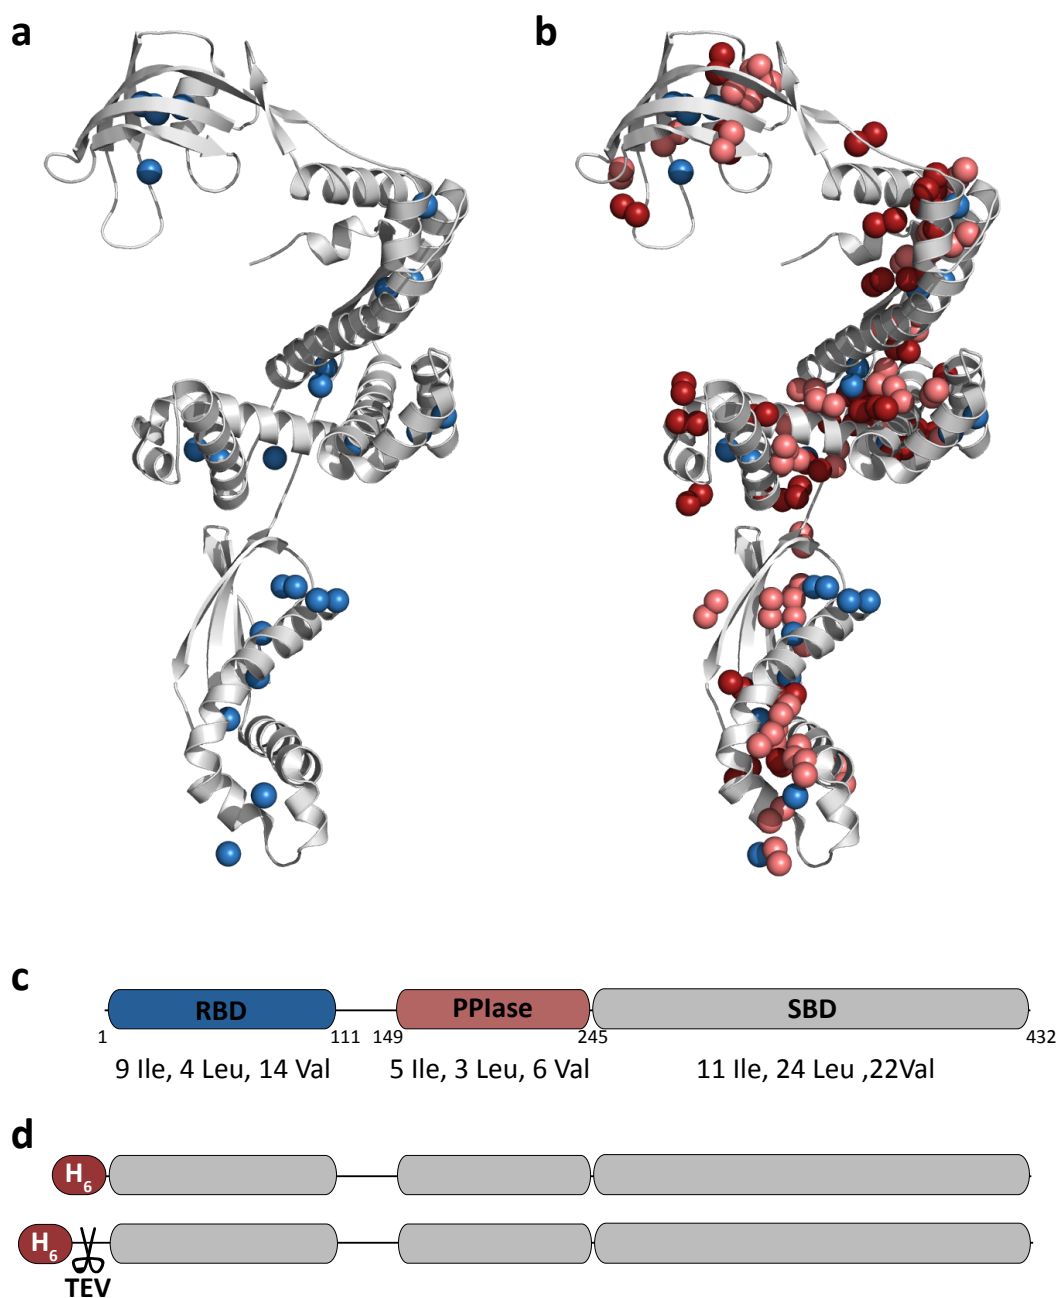 a b
c
RBD PPIase SBD
1 111 149 245 432
9 Ile, 4 Leu, 14 Val 5 Ile, 3 Leu, 6 Val 11 Ile, 24 Leu ,22Val
d
H6
H6
TEV